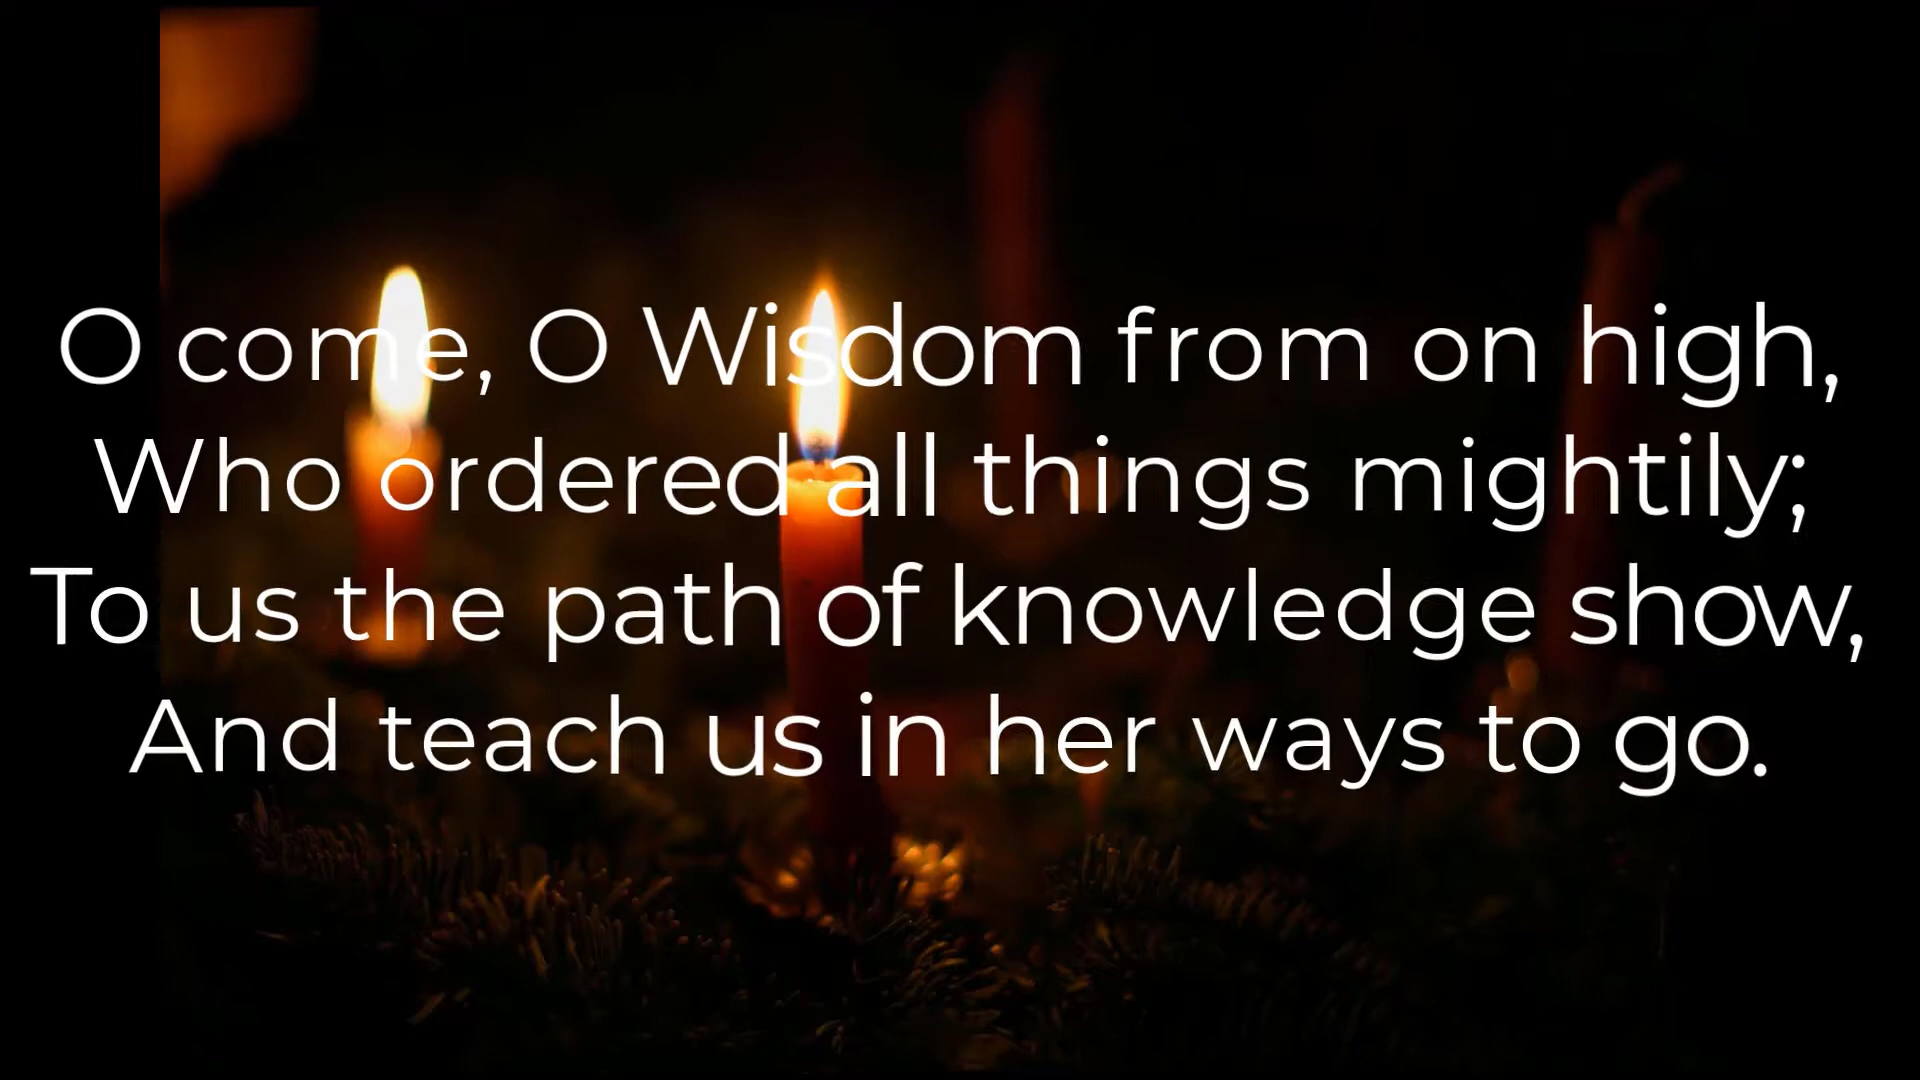 O come, O Wisdom from on high,
Who ordered all things mightily;
To us the path of knowledge show,
And teach us in her ways to go.